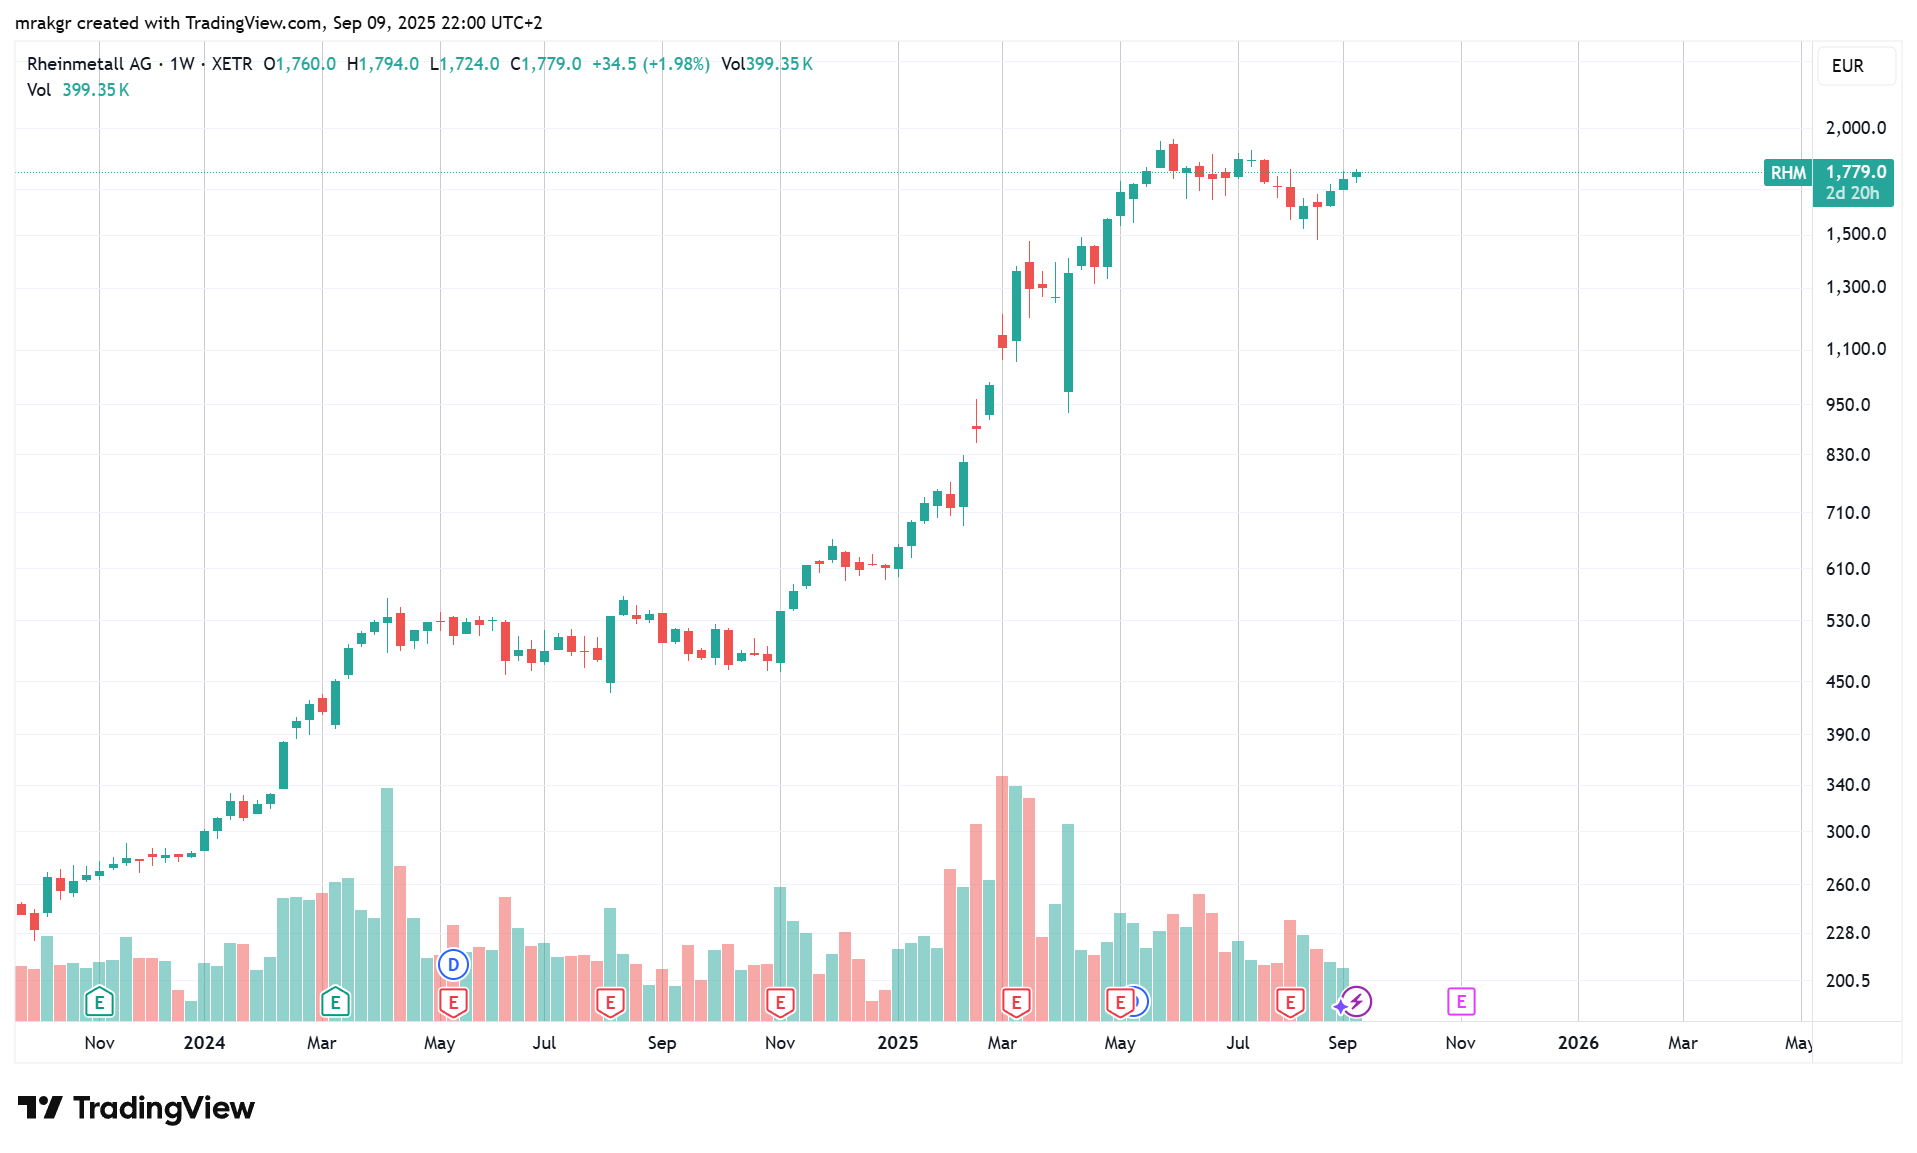 mrakgr created with TradingView.com, Sep 09, 2025 22:00 UTC+2
Rheinmetall AG · 1W · XETR O1,760.0 H1,794.0 L1,724.0 C1,779.0 +34.5 (+1.98%) Vol399.35 K
Vol 399.35 K
EUR
2,000.0
RHM 1,779.0
2d 20h
1,500.0
1,300.0
1,100.0
950.0
830.0
710.0
610.0
530.0
450.0
390.0
340.0
300.0
260.0
228.0
200.5
D
E E E E E E E E E
Nov 2024 Mar May Jul Sep Nov 2025 Mar May Jul Sep Nov 2026 Mar May
TradingView